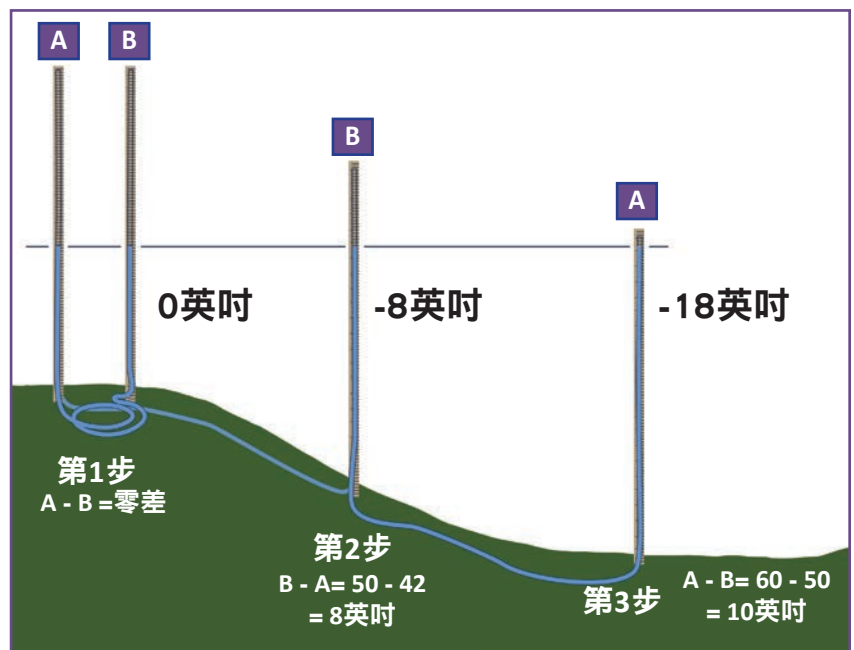 A
B
B
A
0英吋
-8英吋
-18英吋
第1步
A - B =零差
第2步
B - A= 50 - 42
= 8英吋
第3步
A - B= 60 - 50
= 10英吋